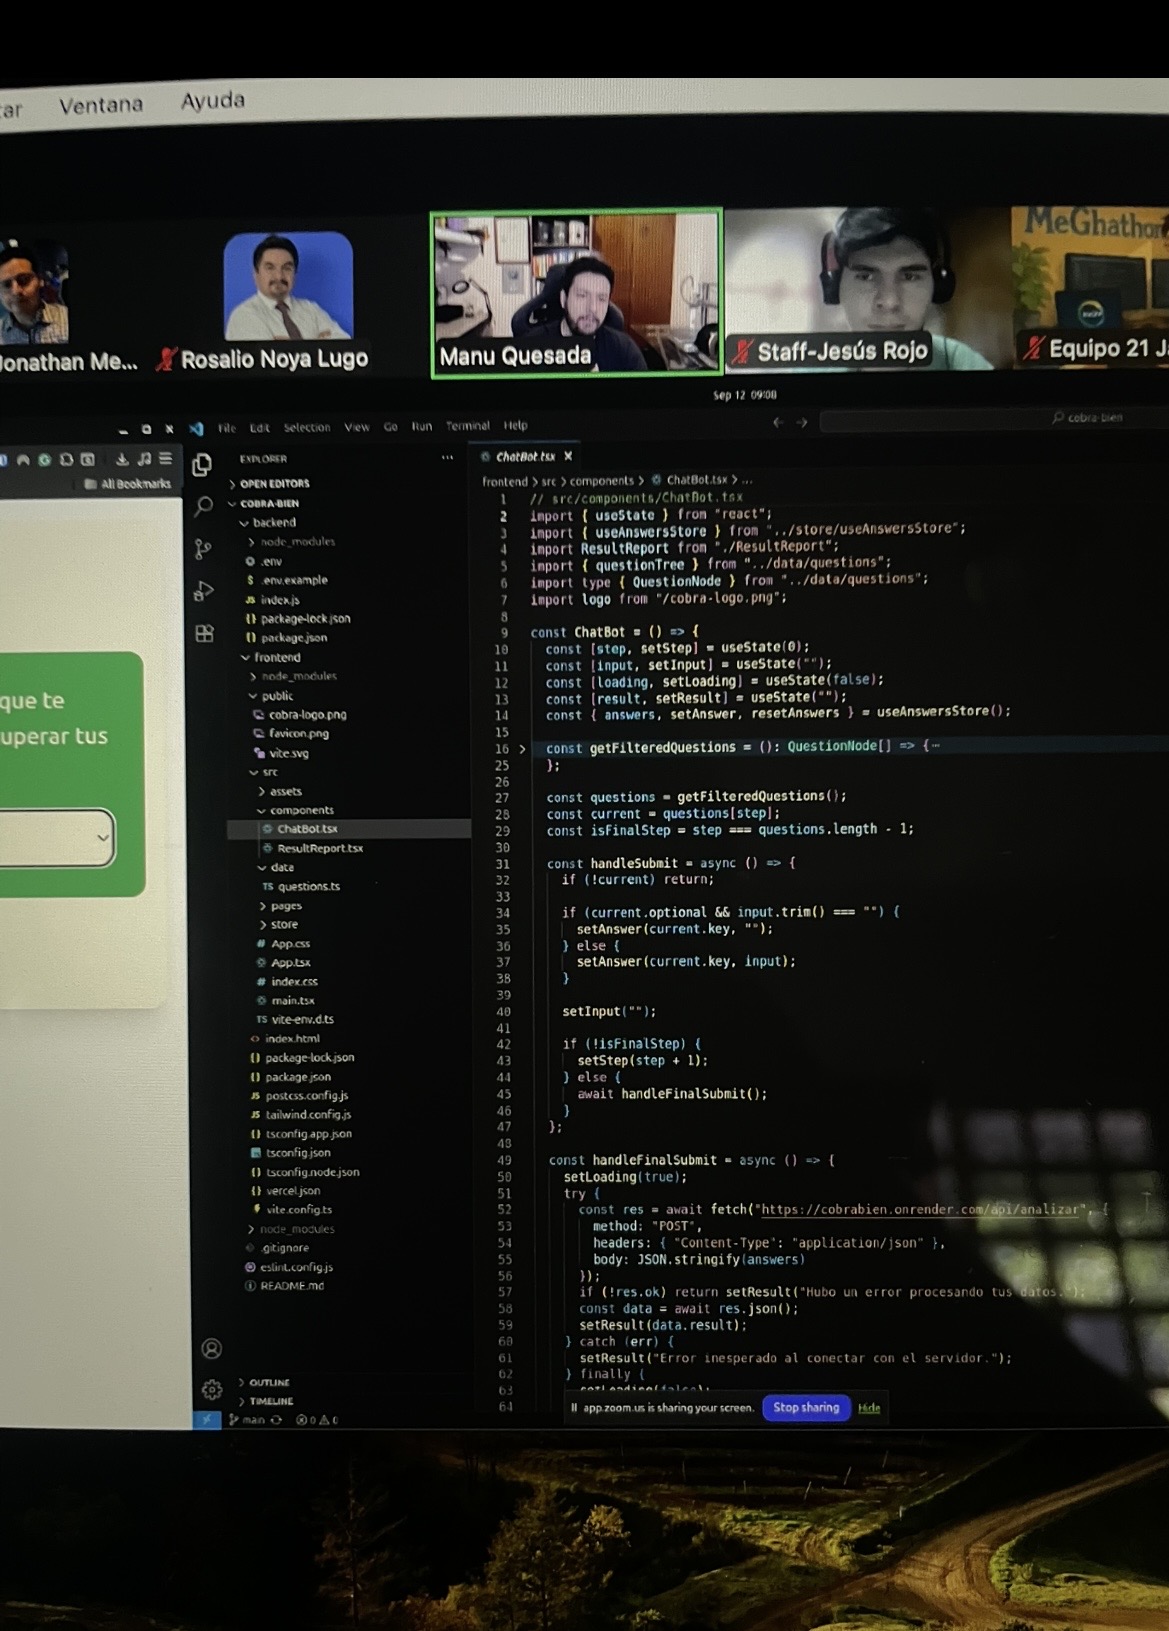 tar Ventana Ayuda
MeGhathon
Jonathan Me...
Rosalio Noya Lugo
Manu Quesada
Staff-Jesús Rojo
Equipo 21 J
Sep 12 09:08
File Edit Selection View Go Run Terminal Help
cobra-bien
All Bookmarks
que te
uperar tus
EXPLORER ...
OPEN EDITORS
COBRA-BIEN
backend
node_modules
.env
$ .env.example
JS index.js
{} package-lock.json
{} package.json
frontend
node_modules
public
cobra-logo.png
favicon.png
vite.svg
src
assets
components
ChatBot.tsx
ResultReport.tsx
data
TS questions.ts
pages
store
# App.css
App.tsx
# index.css
main.tsx
TS vite-env.d.ts
<> index.html
{} package-lock.json
{} package.json
JS postcss.config.js
JS tailwind.config.js
{} tsconfig.app.json
tsconfig.json
{} tsconfig.node.json
{} vercel.json
vite.config.ts
node_modules
.gitignore
eslint.config.js
README.md
OUTLINE
TIMELINE
main 0 0
ChatBot.tsx X
frontend > src > components > ChatBot.tsx > ...
1 // src/components/ChatBot.tsx
2 import { useState } from "react";
3 import { useAnswersStore } from "../store/useAnswersStore";
4 import ResultReport from "./ResultReport";
5 import { questionTree } from "../data/questions";
6 import type { QuestionNode } from "../data/questions";
7 import logo from "/cobra-logo.png";
8
9 const ChatBot = () => {
10 const [step, setStep] = useState(0);
11 const [input, setInput] = useState("");
12 const [loading, setLoading] = useState(false);
13 const [result, setResult] = useState("");
14 const { answers, setAnswer, resetAnswers } = useAnswersStore();
15
16 > const getFilteredQuestions = (): QuestionNode[] => {···
25 };
26
27 const questions = getFilteredQuestions();
28 const current = questions[step];
29 const isFinalStep = step === questions.length - 1;
30
31 const handleSubmit = async () => {
32 if (!current) return;
33
34 if (current.optional && input.trim() === "") {
35 setAnswer(current.key, "");
36 } else {
37 setAnswer(current.key, input);
38 }
39
40 setInput("");
41
42 if (!isFinalStep) {
43 setStep(step + 1);
44 } else {
45 await handleFinalSubmit();
46 }
47 };
48
49 const handleFinalSubmit = async () => {
50 setLoading(true);
51 try {
52 const res = await fetch("https://cobrabien.onrender.com/api/analizar", {
53 method: "POST",
54 headers: { "Content-Type": "application/json" },
55 body: JSON.stringify(answers)
56 });
57 if (!res.ok) return setResult("Hubo un error procesando tus datos.");
58 const data = await res.json();
59 setResult(data.result);
60 } catch (err) {
61 setResult("Error inesperado al conectar con el servidor.");
62 } finally {
63 setLoading(false);
64
app.zoom.us is sharing your screen. Stop sharing Hide